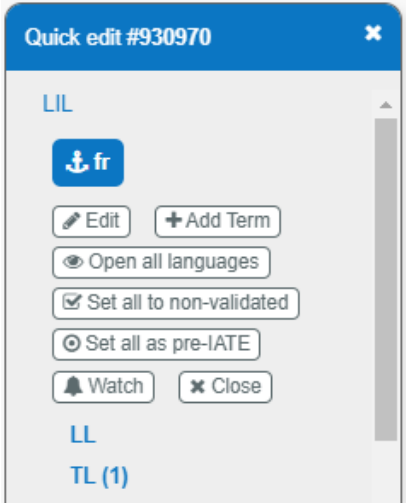 Quick edit #930970
LIL
fr
Edit Add Term
Open all languages
Set all to non-validated
Set all as pre-IATE
Watch Close
LL
TL (1)